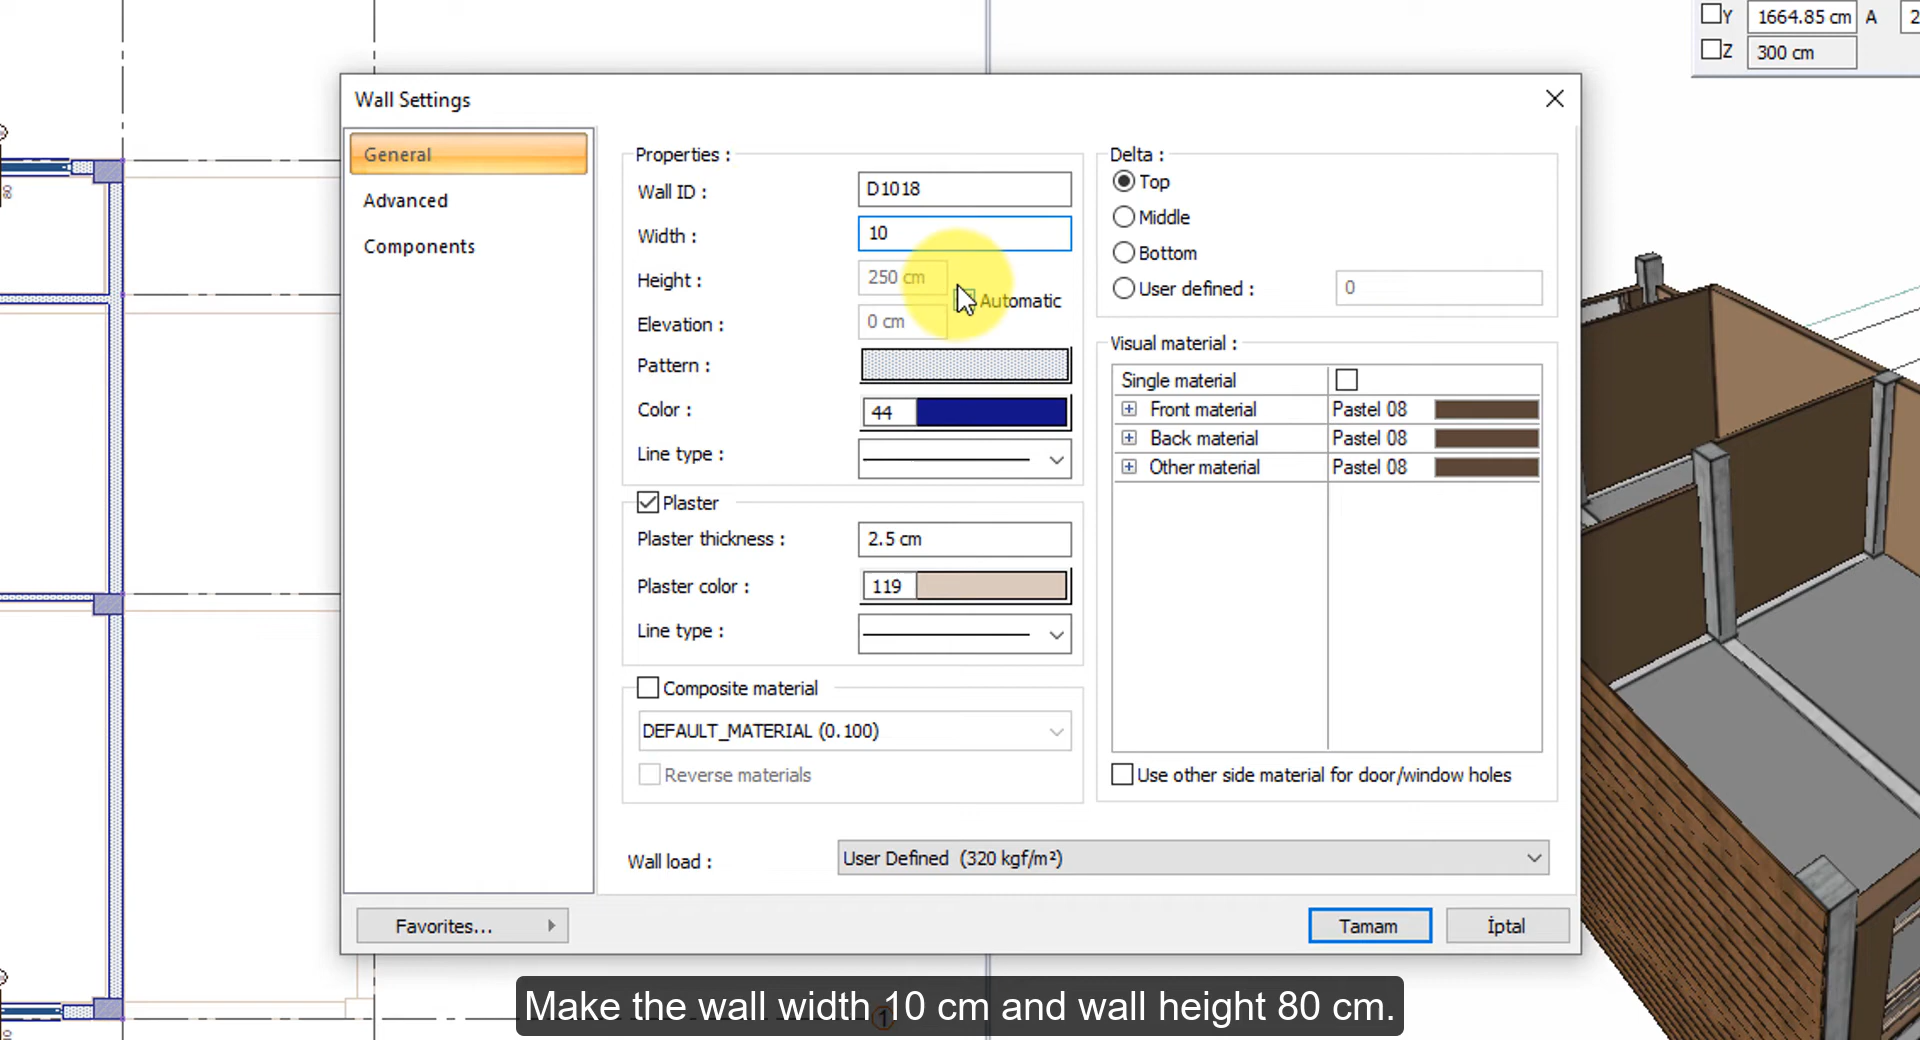 Y 1664.85 cm A 2
Z 300 cm
Wall Settings
General
Advanced
Components
Properties :
Wall ID : D1018
Width : 10
Height : 250 cm
Automatic
Elevation : 0 cm
Pattern :
Color : 44
Line type :
Plaster
Plaster thickness : 2.5 cm
Plaster color : 119
Line type :
Composite material
DEFAULT_MATERIAL (0.100)
Reverse materials
Delta :
Top
Middle
Bottom
User defined : 0
Visual material :
Single material
Front material Pastel 08
Back material Pastel 08
Other material Pastel 08
Use other side material for door/window holes
Wall load : User Defined (320 kgf/m²)
Favorites...
Tamam
İptal
80
1
Make the wall width 10 cm and wall height 80 cm.